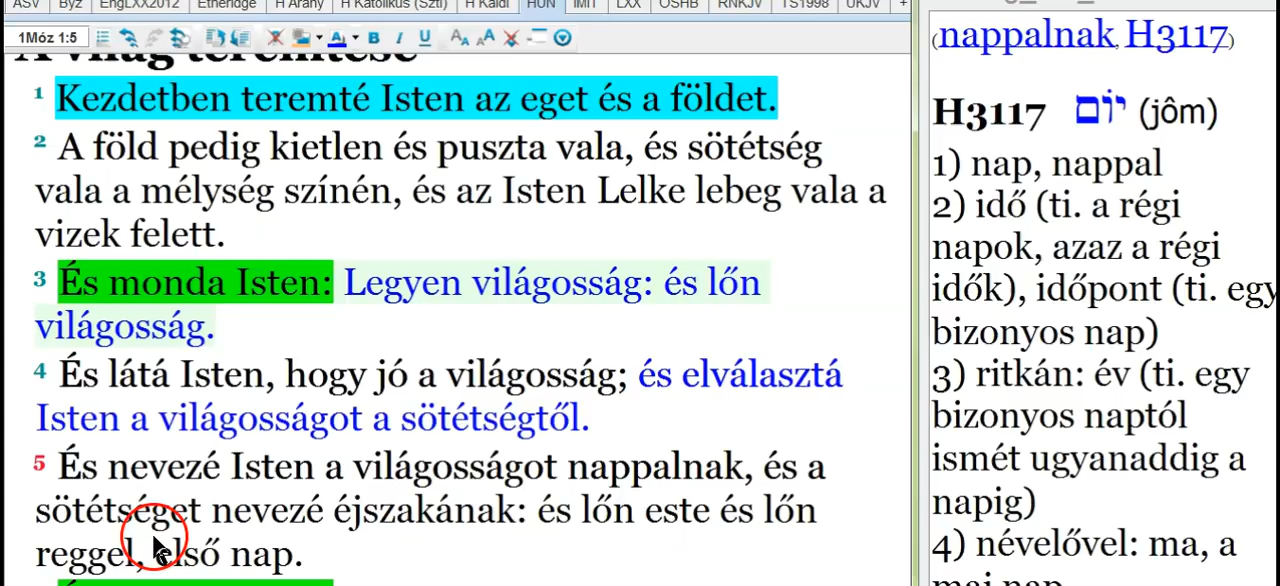 ASV Byz EngLXX2012 Etheridge H Arany H Katolikus (Szti) H Káldi HUN IMIT LXX OSHB RNKJV TS1998 UKJV +
1Móz 1:5
A világ teremtése
1 Kezdetben teremté Isten az eget és a földet.
2 A föld pedig kietlen és puszta vala, és sötétség
vala a mélység színén, és az Isten Lelke lebeg vala a
vizek felett.
3 És monda Isten: Legyen világosság: és lőn
világosság.
4 És látá Isten, hogy jó a világosság; és elválasztá
Isten a világosságot a sötétségtől.
5 És nevezé Isten a világosságot nappalnak, és a
sötétséget nevezé éjszakának: és lőn este és lőn
reggel, első nap.
(nappalnak, H3117)
H3117 יוֹם (jôm)
1) nap, nappal
2) idő (ti. a régi
napok, azaz a régi
idők), időpont (ti. egy
bizonyos nap)
3) ritkán: év (ti. egy
bizonyos naptól
ismét ugyanaddig a
napig)
4) névelővel: ma, a
mai nap